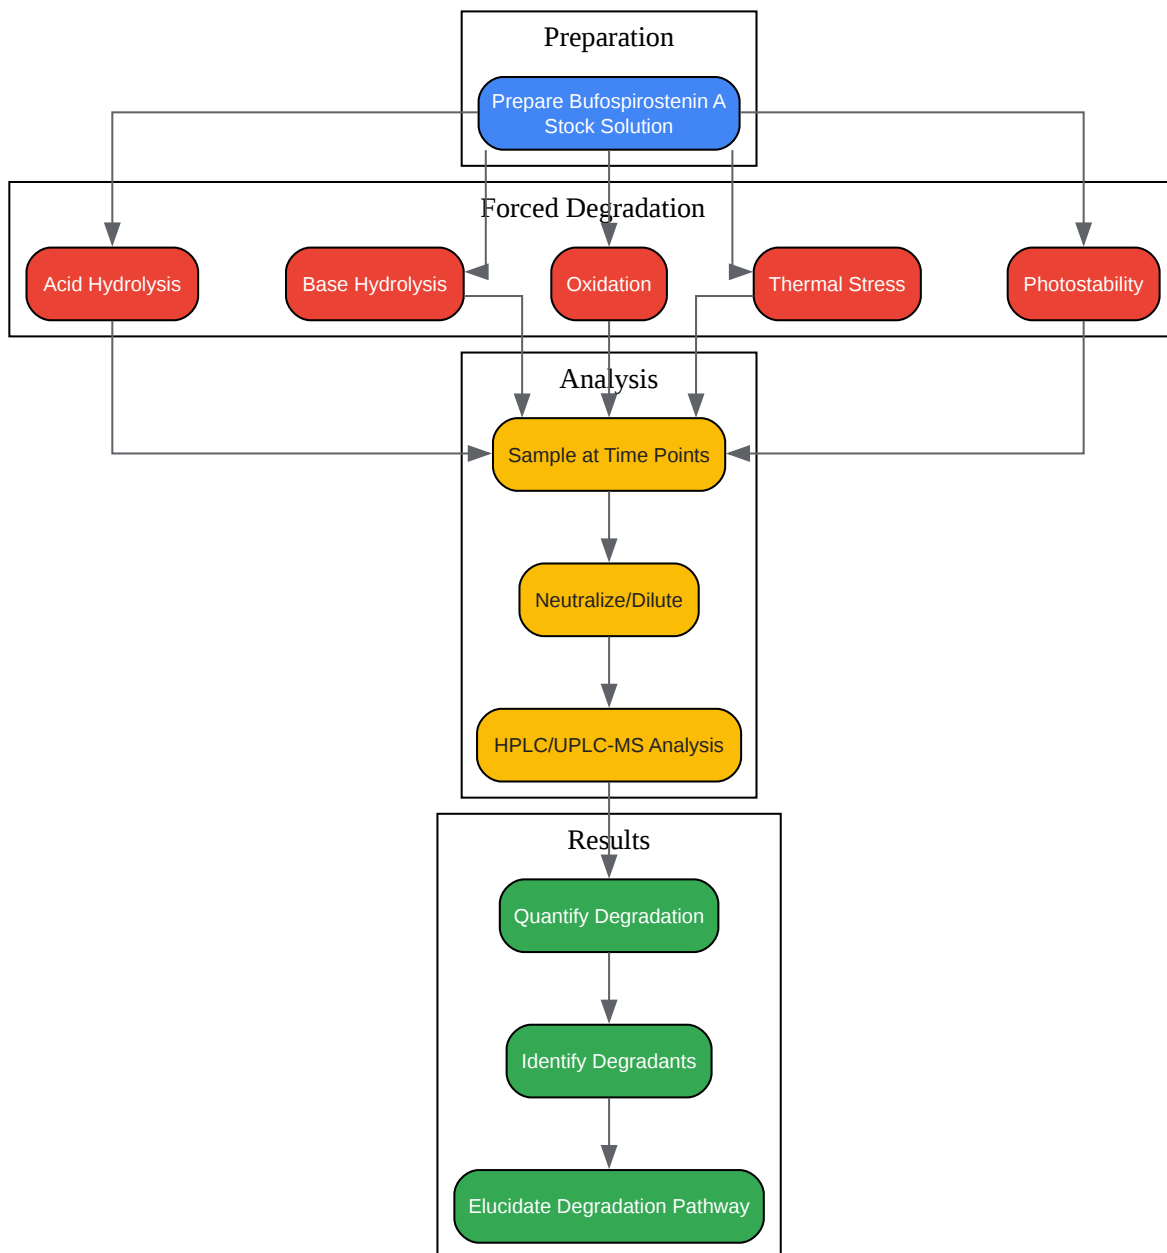 Preparation
Prepare Bufospirostenin A
Stock Solution
Forced Degradation
Acid Hydrolysis
Base Hydrolysis
Oxidation
Thermal Stress
Photostability
Analysis
Sample at Time Points
Neutralize/Dilute
HPLC/UPLC-MS Analysis
Results
Quantify Degradation
Identify Degradants
Elucidate Degradation Pathway